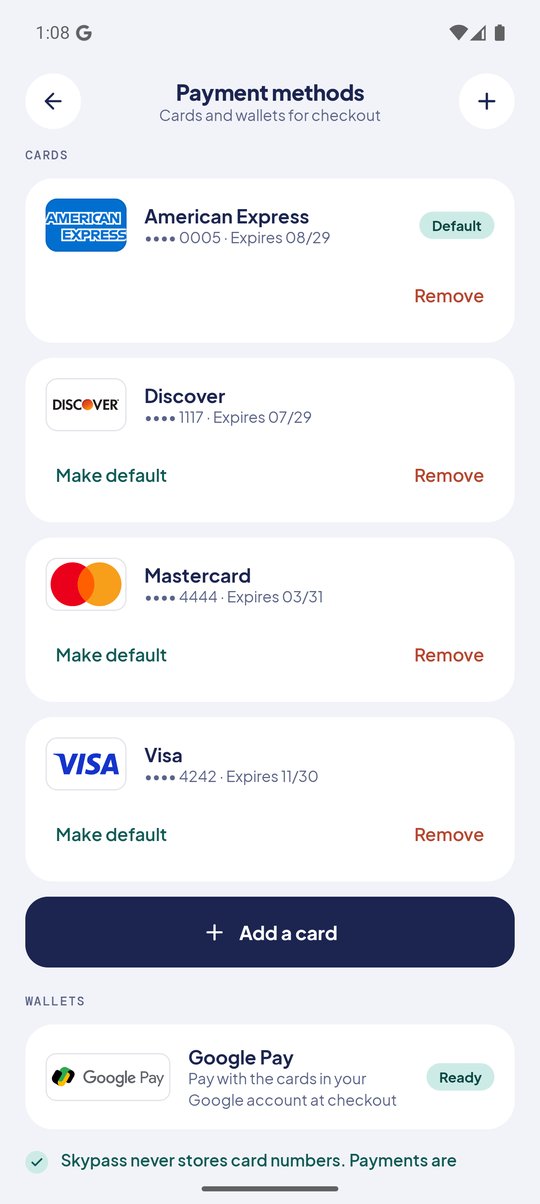 1:08 G
Payment methods
Cards and wallets for checkout
CARDS
AMERICAN
EXPRESS
American Express
•••• 0005 · Expires 08/29
Default
Remove
DISCOVER
Discover
•••• 1117 · Expires 07/29
Make default
Remove
Mastercard
•••• 4444 · Expires 03/31
Make default
Remove
VISA
Visa
•••• 4242 · Expires 11/30
Make default
Remove
Add a card
WALLETS
Google Pay
Google Pay
Pay with the cards in your
Google account at checkout
Ready
Skypass never stores card numbers. Payments are